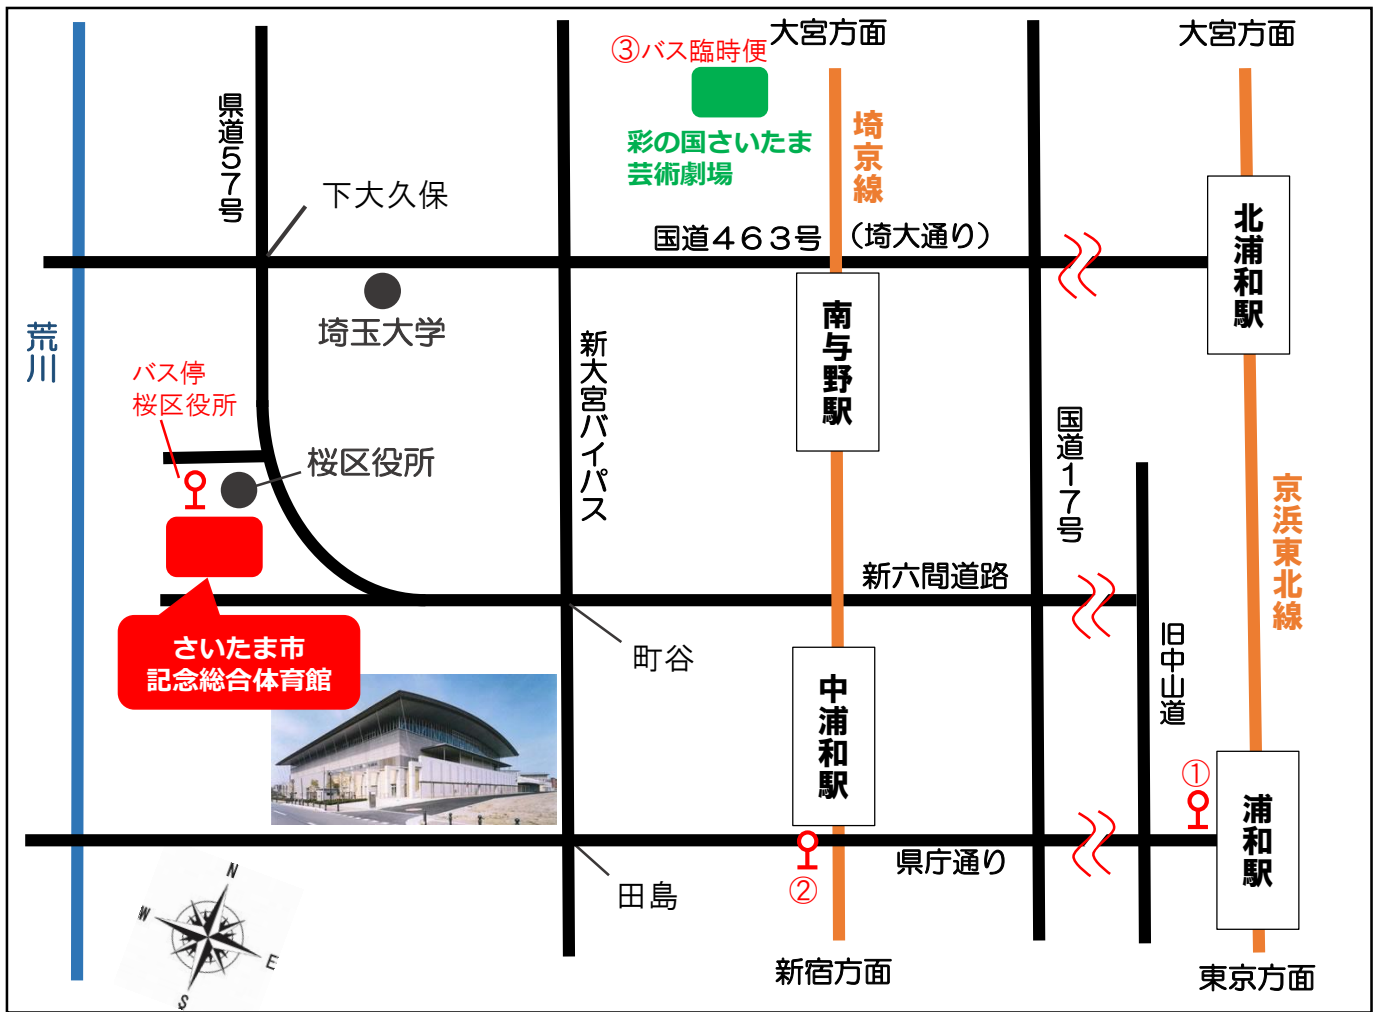 ③バス臨時便
大宮方面
大宮方面
県道57号
彩の国さいたま
芸術劇場
埼京線
下大久保
国道463号 （埼大通り）
北浦和駅
埼玉大学
荒川
南与野駅
新大宮バイパス
バス停
桜区役所
桜区役所
国道17号
京浜東北線
新六間道路
さいたま市
記念総合体育館
町谷
旧中山道
中浦和駅
①
浦和駅
県庁通り
②
田島
N
W
E
S
新宿方面
東京方面